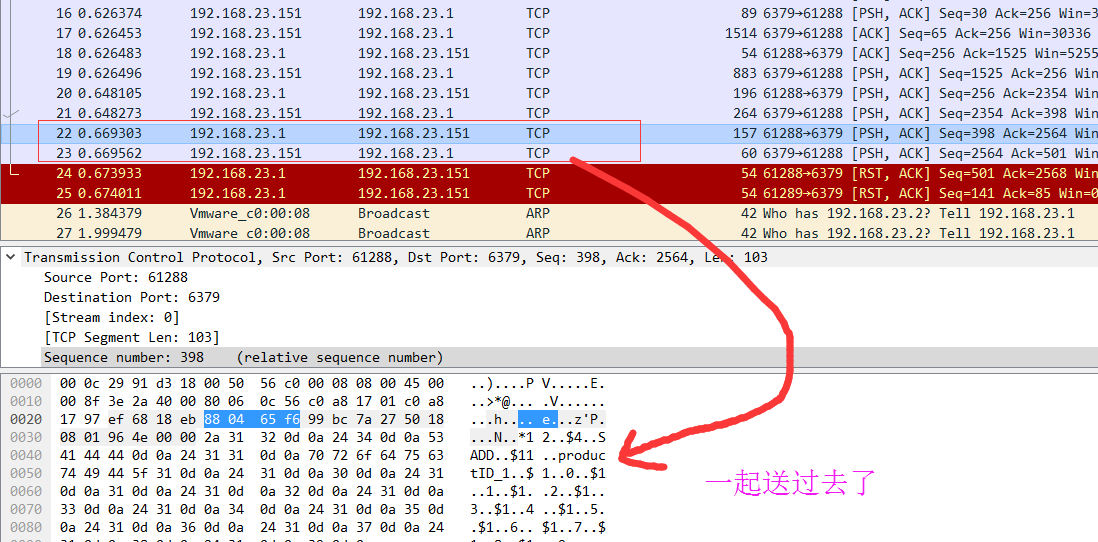 16 0.626374 192.168.23.151 192.168.23.1 TCP 89 6379→61288 [PSH, ACK] Seq=30 Ack=256 Win=3
17 0.626453 192.168.23.151 192.168.23.1 TCP 1514 6379→61288 [ACK] Seq=65 Ack=256 Win=30336
18 0.626483 192.168.23.1 192.168.23.151 TCP 54 61288→6379 [ACK] Seq=256 Ack=1525 Win=5255
19 0.626496 192.168.23.151 192.168.23.1 TCP 883 6379→61288 [PSH, ACK] Seq=1525 Ack=256 Win
20 0.648105 192.168.23.1 192.168.23.151 TCP 196 61288→6379 [PSH, ACK] Seq=256 Ack=2354 Win
21 0.648273 192.168.23.151 192.168.23.1 TCP 264 6379→61288 [PSH, ACK] Seq=2354 Ack=398 Win
22 0.669303 192.168.23.1 192.168.23.151 TCP 157 61288→6379 [PSH, ACK] Seq=398 Ack=2564 Win
23 0.669562 192.168.23.151 192.168.23.1 TCP 60 6379→61288 [PSH, ACK] Seq=2564 Ack=501 Win
24 0.673933 192.168.23.1 192.168.23.151 TCP 54 61288→6379 [RST, ACK] Seq=501 Ack=2568 Win
25 0.674011 192.168.23.1 192.168.23.151 TCP 54 61289→6379 [RST, ACK] Seq=141 Ack=85 Win=0
26 1.384379 Vmware_c0:00:08 Broadcast ARP 42 Who has 192.168.23.2? Tell 192.168.23.1
27 1.999479 Vmware_c0:00:08 Broadcast ARP 42 Who has 192.168.23.2? Tell 192.168.23.1
Transmission Control Protocol, Src Port: 61288, Dst Port: 6379, Seq: 398, Ack: 2564, Len: 103
Source Port: 61288
Destination Port: 6379
[Stream index: 0]
[TCP Segment Len: 103]
Sequence number: 398 (relative sequence number)
0000 00 0c 29 91 d3 18 00 50 56 c0 00 08 08 00 45 00 ..)....P V.....E.
0010 00 8f 3e 2a 40 00 80 06 0c 56 c0 a8 17 01 c0 a8 ..>*@... .V......
0020 17 97 ef 68 18 eb 88 04 65 f6 99 bc 7a 27 50 18 ...h.... e...z'P.
0030 08 01 96 4e 00 00 2a 31 32 0d 0a 24 34 0d 0a 53 ...N..*1 2..$4..S
0040 41 44 44 0d 0a 24 31 31 0d 0a 70 72 6f 64 75 63 ADD..$11 ..produc
0050 74 49 44 5f 31 0d 0a 24 31 0d 0a 30 0d 0a 24 31 tID_1..$ 1..0..$1
0060 0d 0a 31 0d 0a 24 31 0d 0a 32 0d 0a 24 31 0d 0a ..1..$1. .2..$1..
0070 33 0d 0a 24 31 0d 0a 34 0d 0a 24 31 0d 0a 35 0d 3..$1..4 ..$1..5.
0080 0a 24 31 0d 0a 36 0d 0a 24 31 0d 0a 37 0d 0a 24 .$1..6.. $1..7..$
一起送过去了